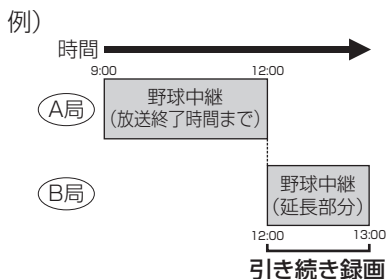 例）
時間
9:00 12:00
A局
野球中継
（放送終了時間まで）
B局
野球中継
（延長部分）
12:00 13:00
引き続き録画